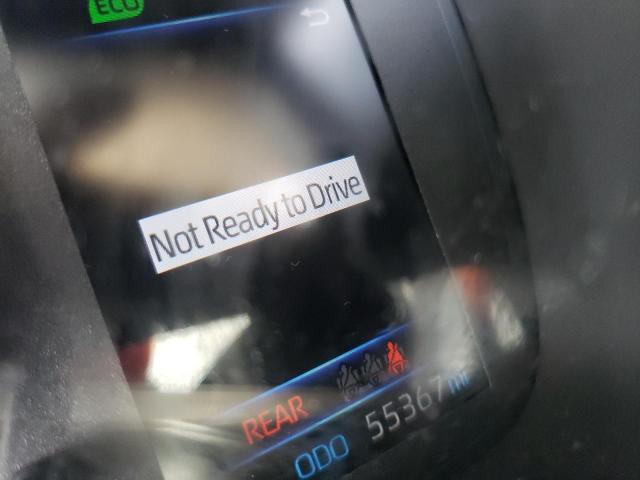 ECO
Not Ready to Drive
REAR
ODO 55367 mi